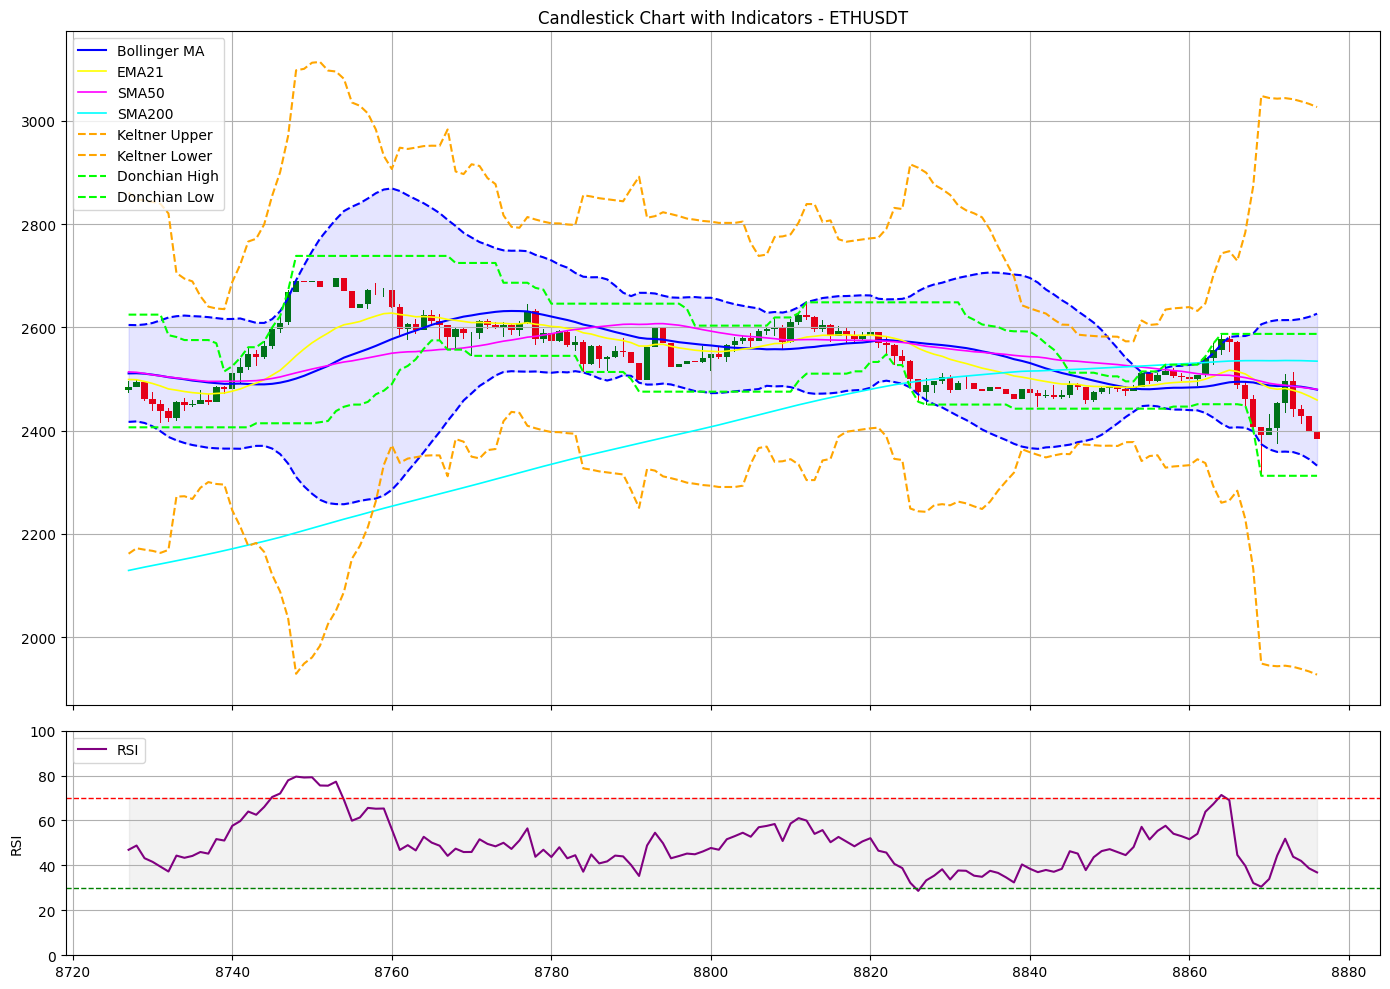 Candlestick Chart with Indicators - ETHUSDT
Bollinger MA
EMA21
SMA50
SMA200
Keltner Upper
Keltner Lower
Donchian High
Donchian Low
3000
2800
2600
2400
2200
2000
RSI
100
80
60
40
20
0
RSI
8720 8740 8760 8780 8800 8820 8840 8860 8880